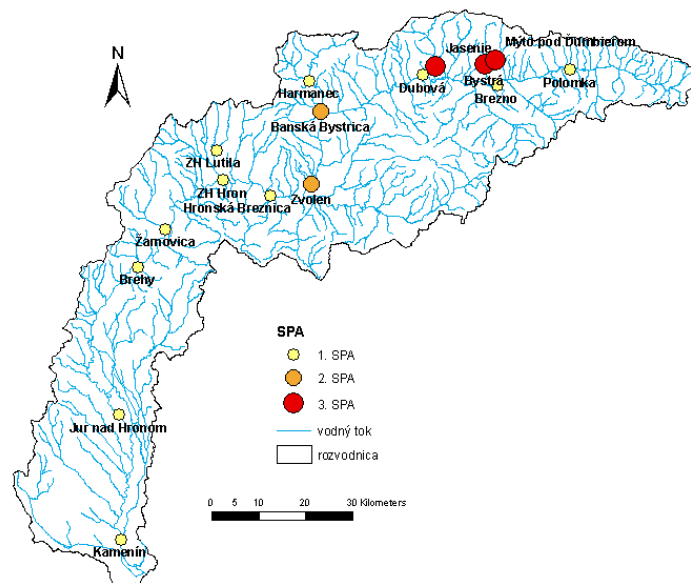 N
Jasenie
Mýto pod Ďumbierom
Harmanec
Dubová
Bystrá
Polomka
Brezno
Banská Bystrica
ZH Lutila
ZH Hron
Hronská Breznica
Zvolen
Žarnovica
Brehy
SPA
1. SPA
2. SPA
3. SPA
Jur nad Hronom
vodný tok
rozvodnica
0 5 10 20 30 Kilometers
Kamenín